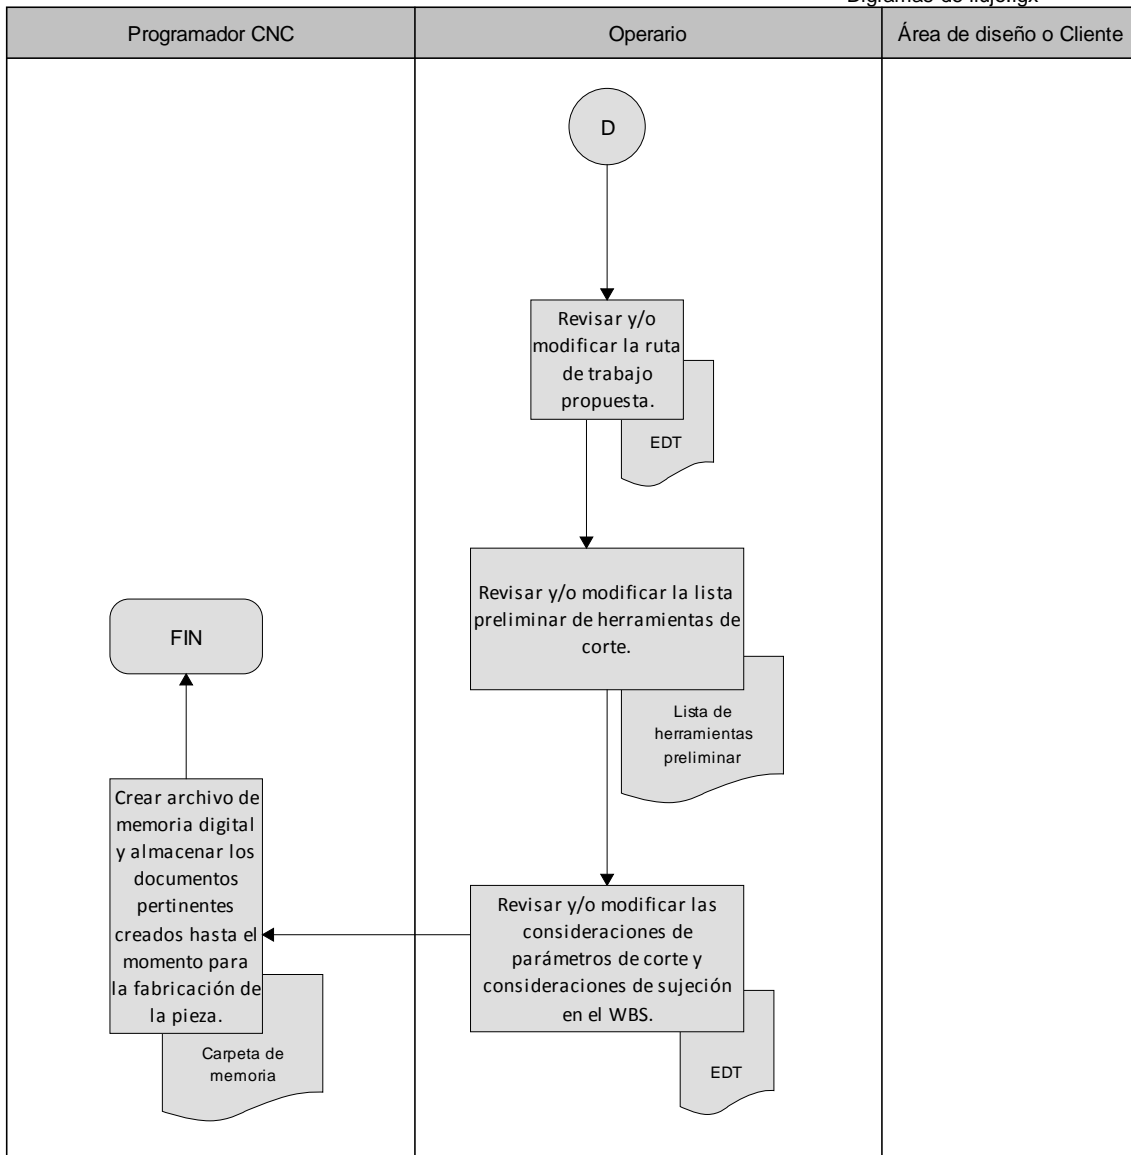 Programador CNC
Operario
Área de diseño o Cliente
D
Revisar y/o
modificar la ruta
de trabajo
propuesta.
EDT
Revisar y/o modificar la lista
preliminar de herramientas de
corte.
Lista de
herramientas
preliminar
FIN
Crear archivo de
memoria digital
y almacenar los
documentos
pertinentes
creados hasta el
momento para
la fabricación de
la pieza.
Carpeta de
memoria
Revisar y/o modificar las
consideraciones de
parámetros de corte y
consideraciones de sujeción
en el WBS.
EDT